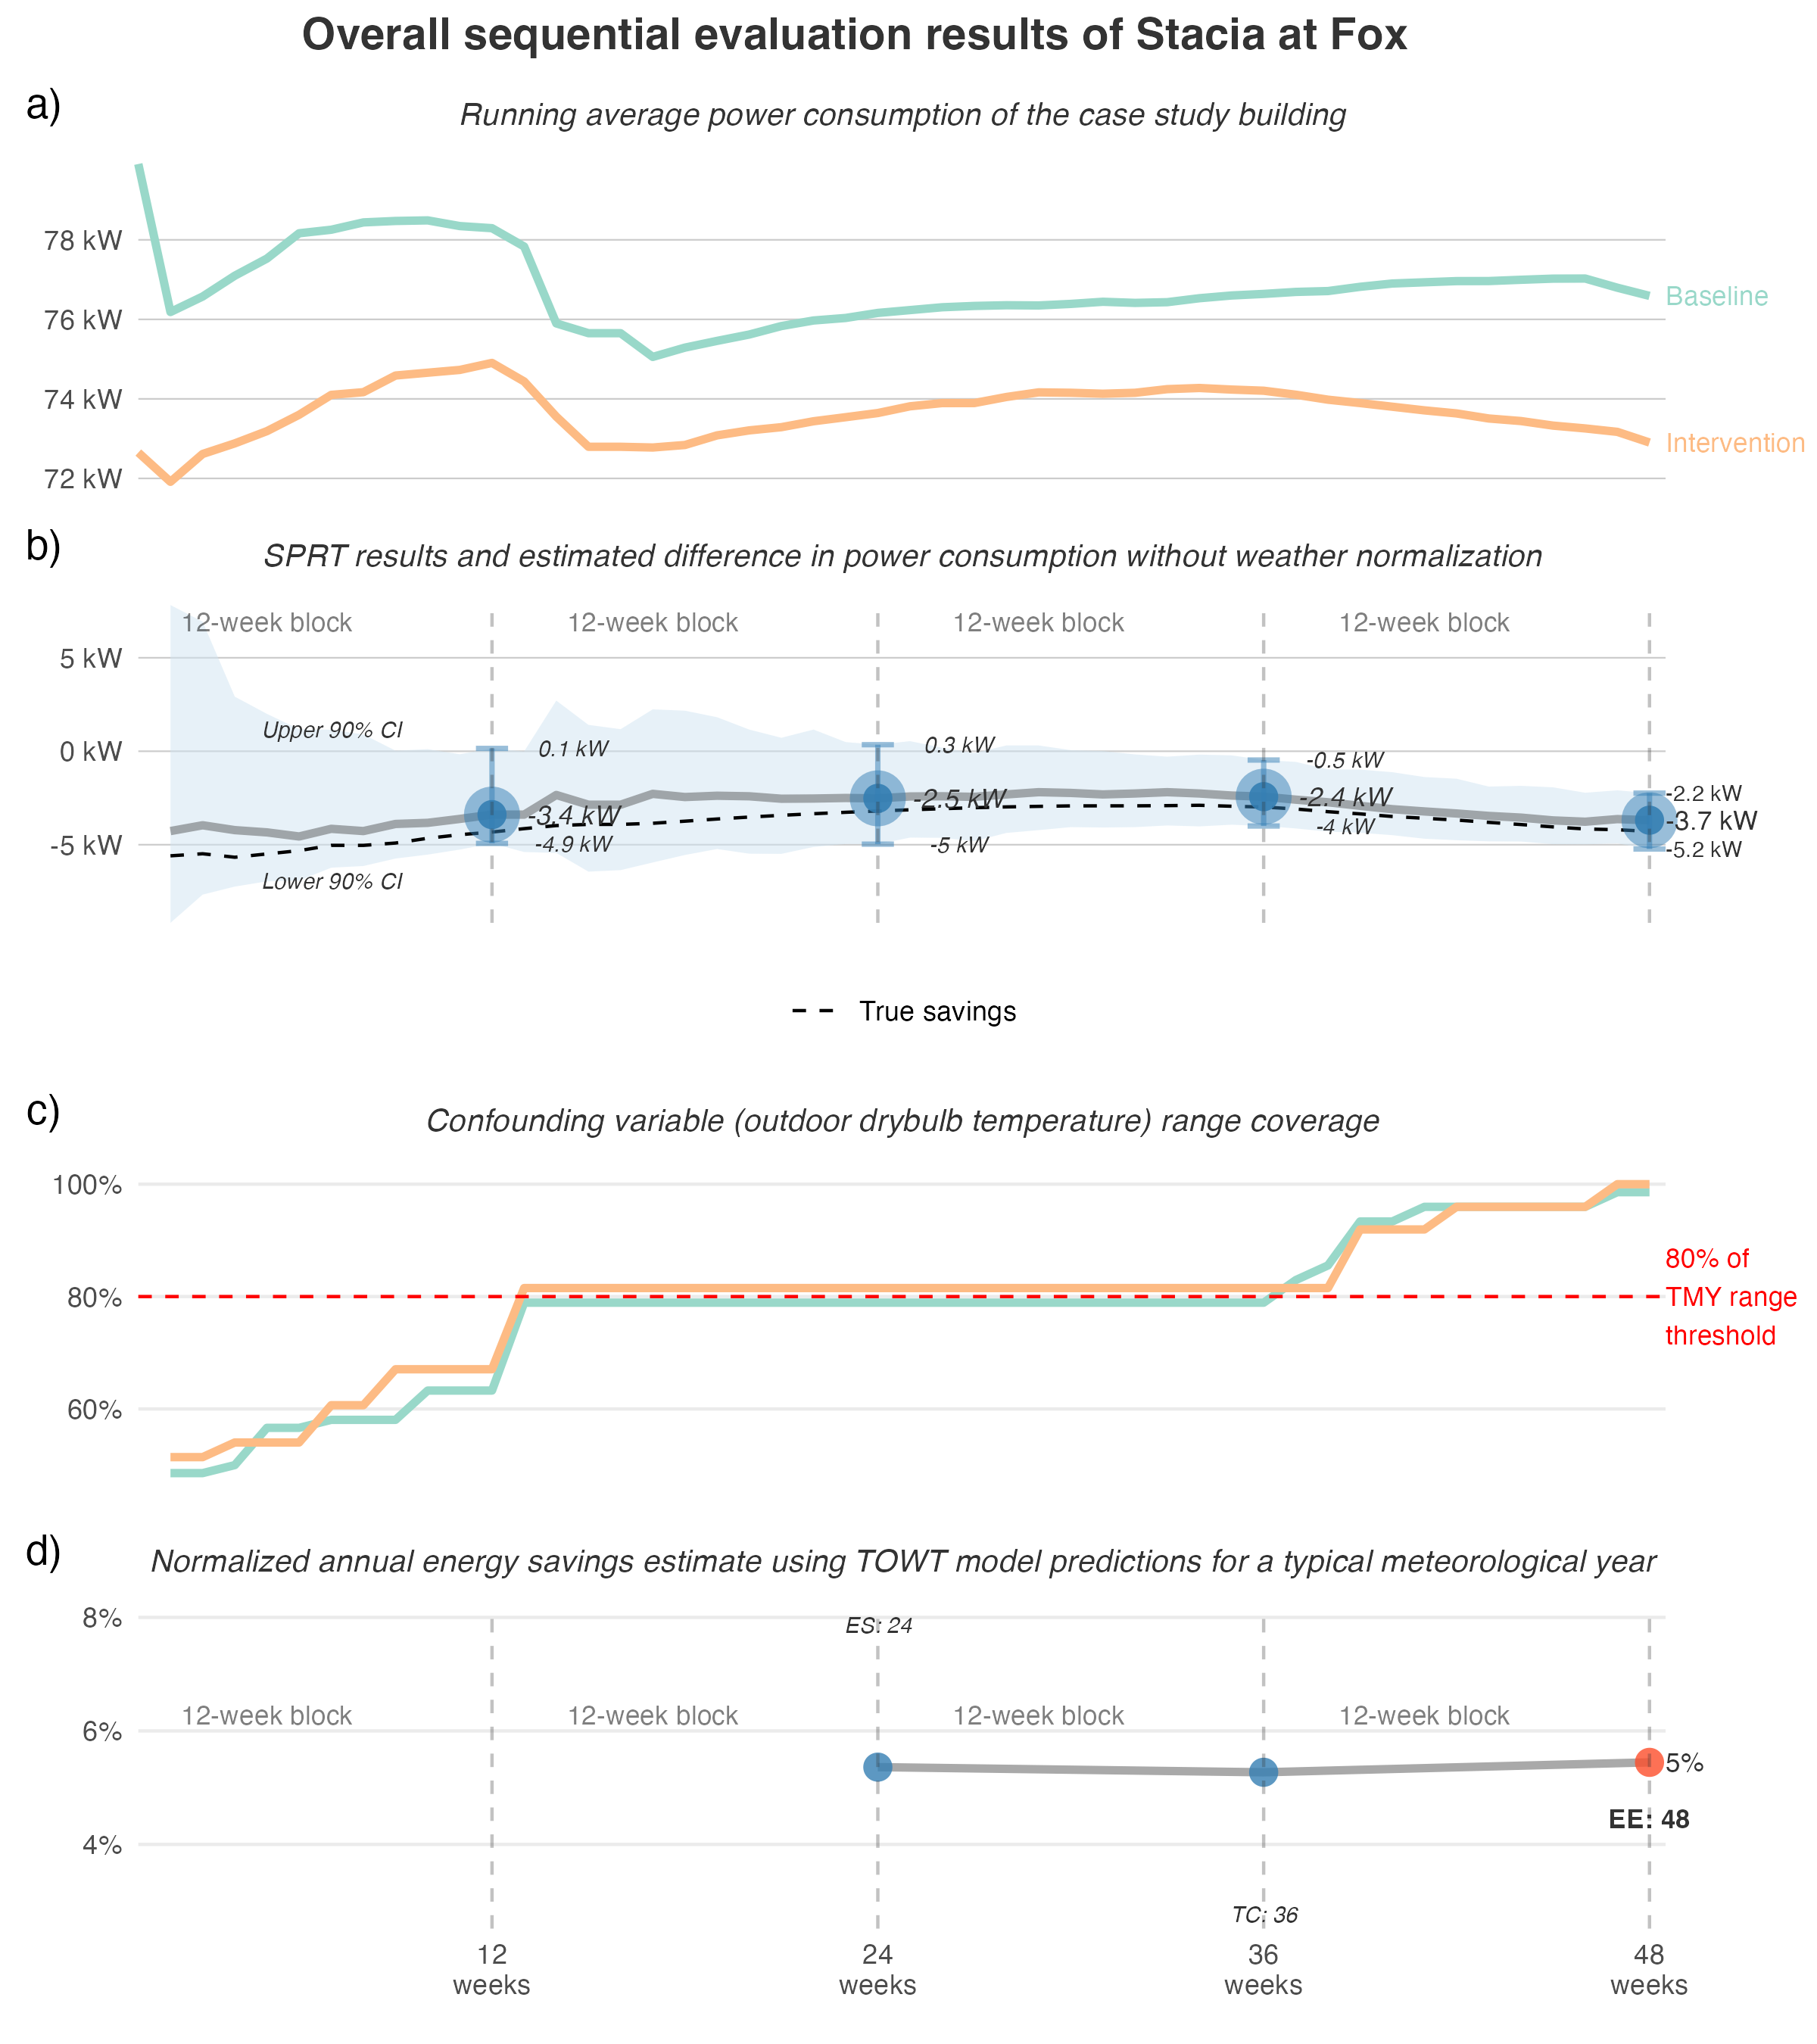 Overall sequential evaluation results of Stacia at Fox
a)
Running average power consumption of the case study building
78 kW
76 kW
74 kW
72 kW
Baseline
Intervention
b)
SPRT results and estimated difference in power consumption without weather normalization
12-week block
12-week block
12-week block
12-week block
5 kW
0 kW
-5 kW
Upper 90% CI
Lower 90% CI
0.1 kW
-3.4 kW
-4.9 kW
0.3 kW
-2.5 kW
-5 kW
-0.5 kW
-2.4 kW
-4 kW
-2.2 kW
-3.7 kW
-5.2 kW
True savings
c)
Confounding variable (outdoor drybulb temperature) range coverage
100%
80%
60%
80% of
TMY range
threshold
d)
Normalized annual energy savings estimate using TOWT model predictions for a typical meteorological year
8%
6%
4%
ES: 24
12-week block
12-week block
12-week block
12-week block
5%
EE: 48
TC: 36
12
weeks
24
weeks
36
weeks
48
weeks